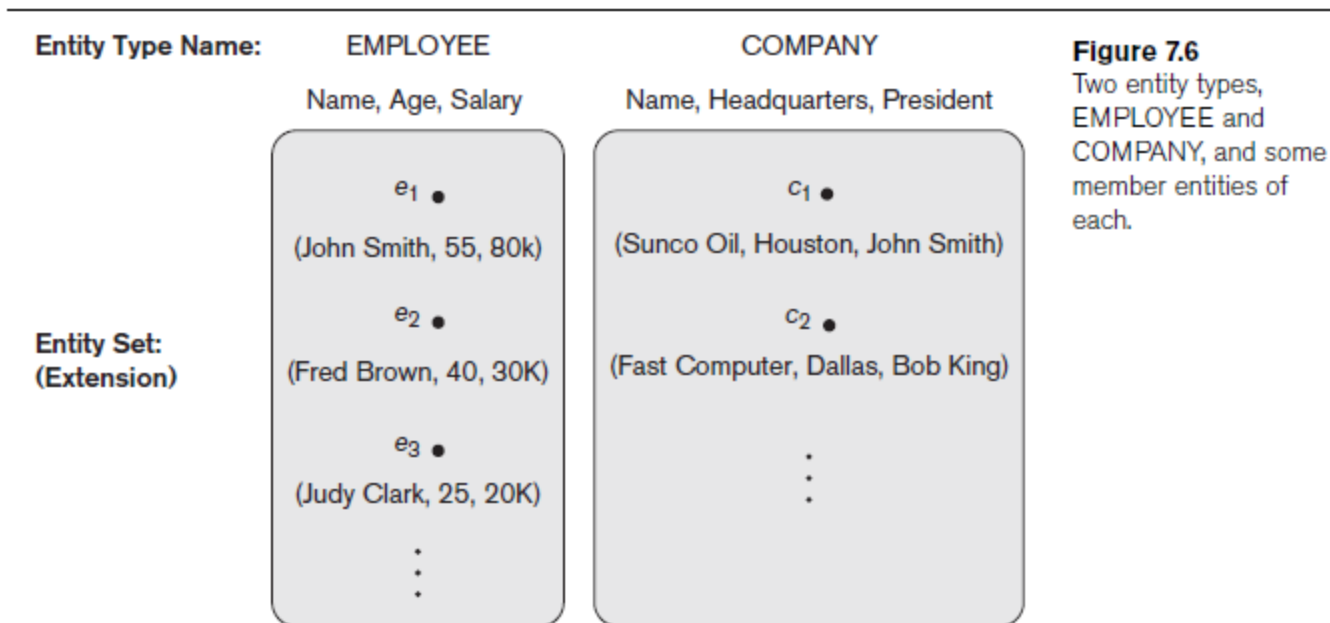 Entity Type Name: EMPLOYEE COMPANY
Name, Age, Salary Name, Headquarters, President
e1 c1
(John Smith, 55, 80k) (Sunco Oil, Houston, John Smith)
e2 c2
Entity Set:
(Extension)
(Fred Brown, 40, 30K) (Fast Computer, Dallas, Bob King)
e3
(Judy Clark, 25, 20K)
Figure 7.6
Two entity types,
EMPLOYEE and
COMPANY, and some
member entities of
each.